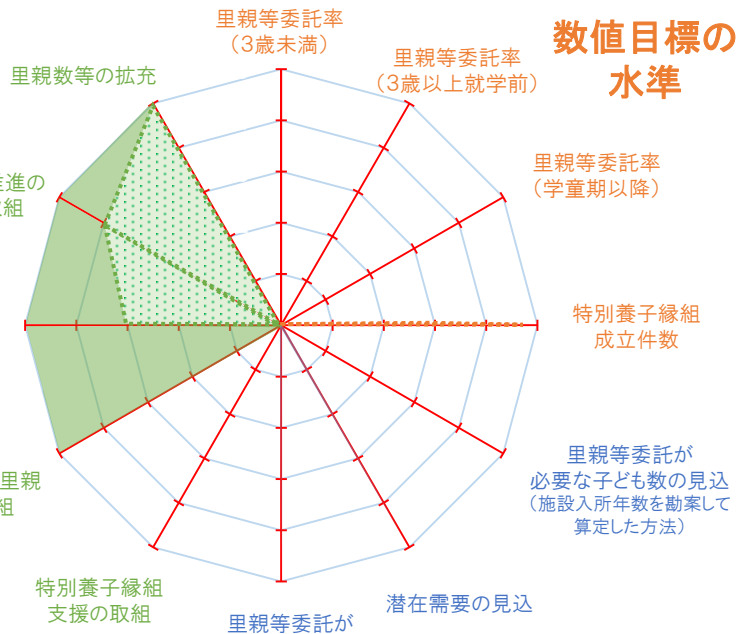 数値目標の
水準
里親等委託率
（3歳未満）
里親等委託率
（3歳以上就学前）
里親数等の拡充
里親等委託率
（学童期以降）
進の
組
特別養子縁組
成立件数
里親等委託が
必要な子ども数の見込
（施設入所年数を勘案して
算定した方法）
里親
組
特別養子縁組
支援の取組
潜在需要の見込
里親等委託が